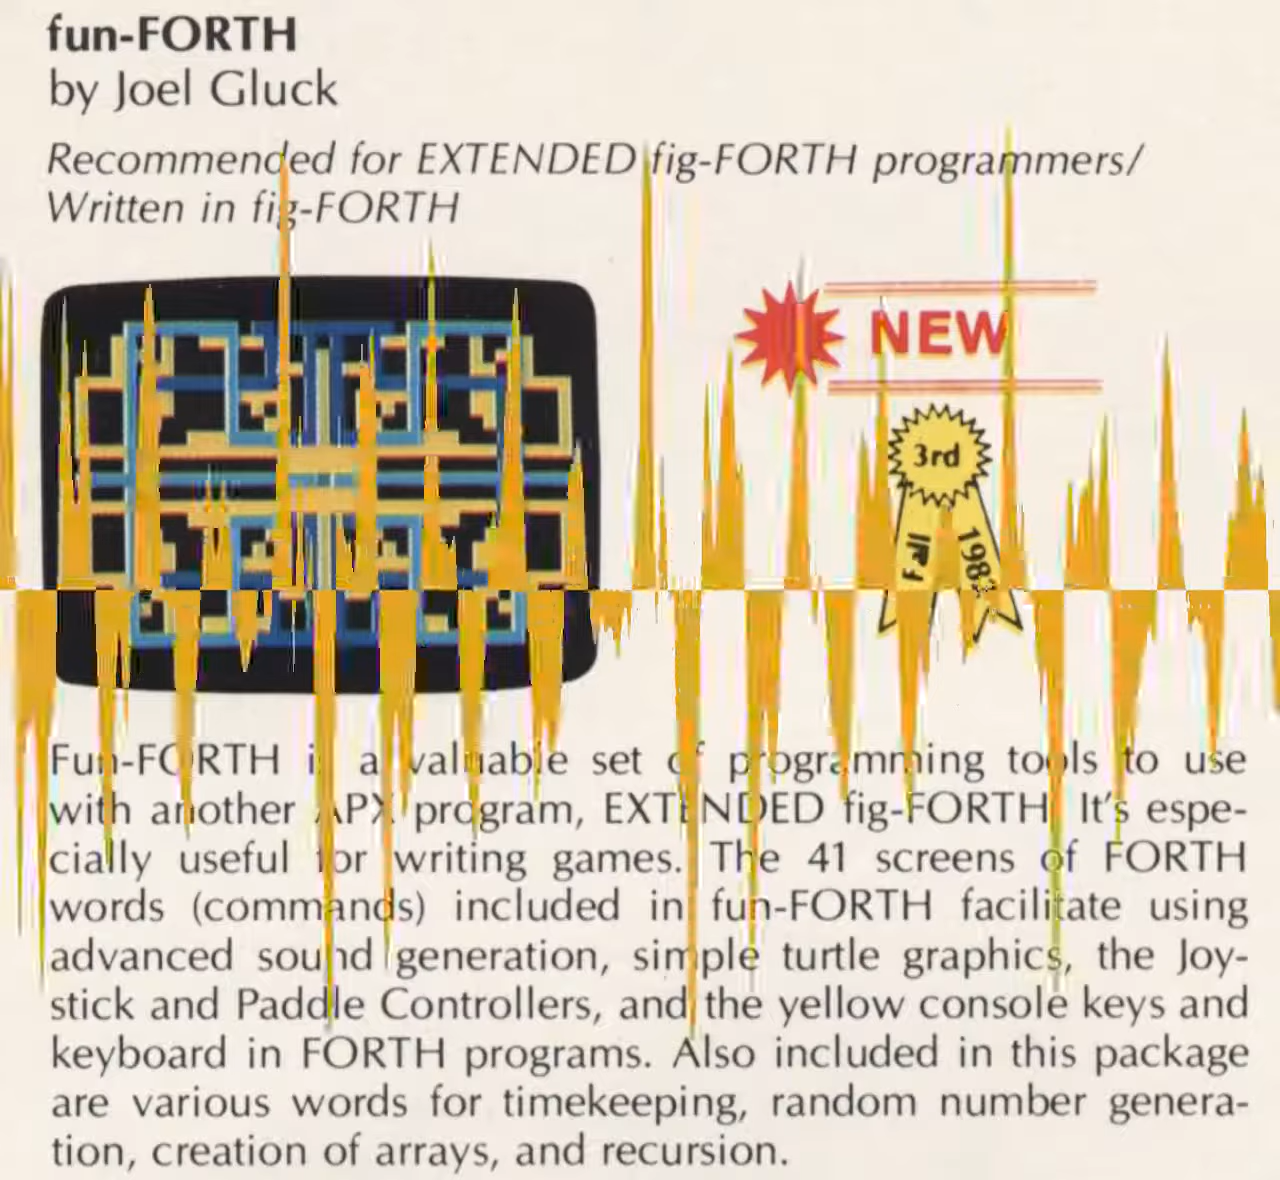 fun-FORTH
by Joel Gluck
Recommended for EXTENDED fig-FORTH programmers/
Written in fig-FORTH
NEW
3rd
Fall 1983
Fun-FORTH is a valuable set of programming tools to use
with another APX program, EXTENDED fig-FORTH. It's espe-
cially useful for writing games. The 41 screens of FORTH
words (commands) included in fun-FORTH facilitate using
advanced sound generation, simple turtle graphics, the Joy-
stick and Paddle Controllers, and the yellow console keys and
keyboard in FORTH programs. Also included in this package
are various words for timekeeping, random number genera-
tion, creation of arrays, and recursion.